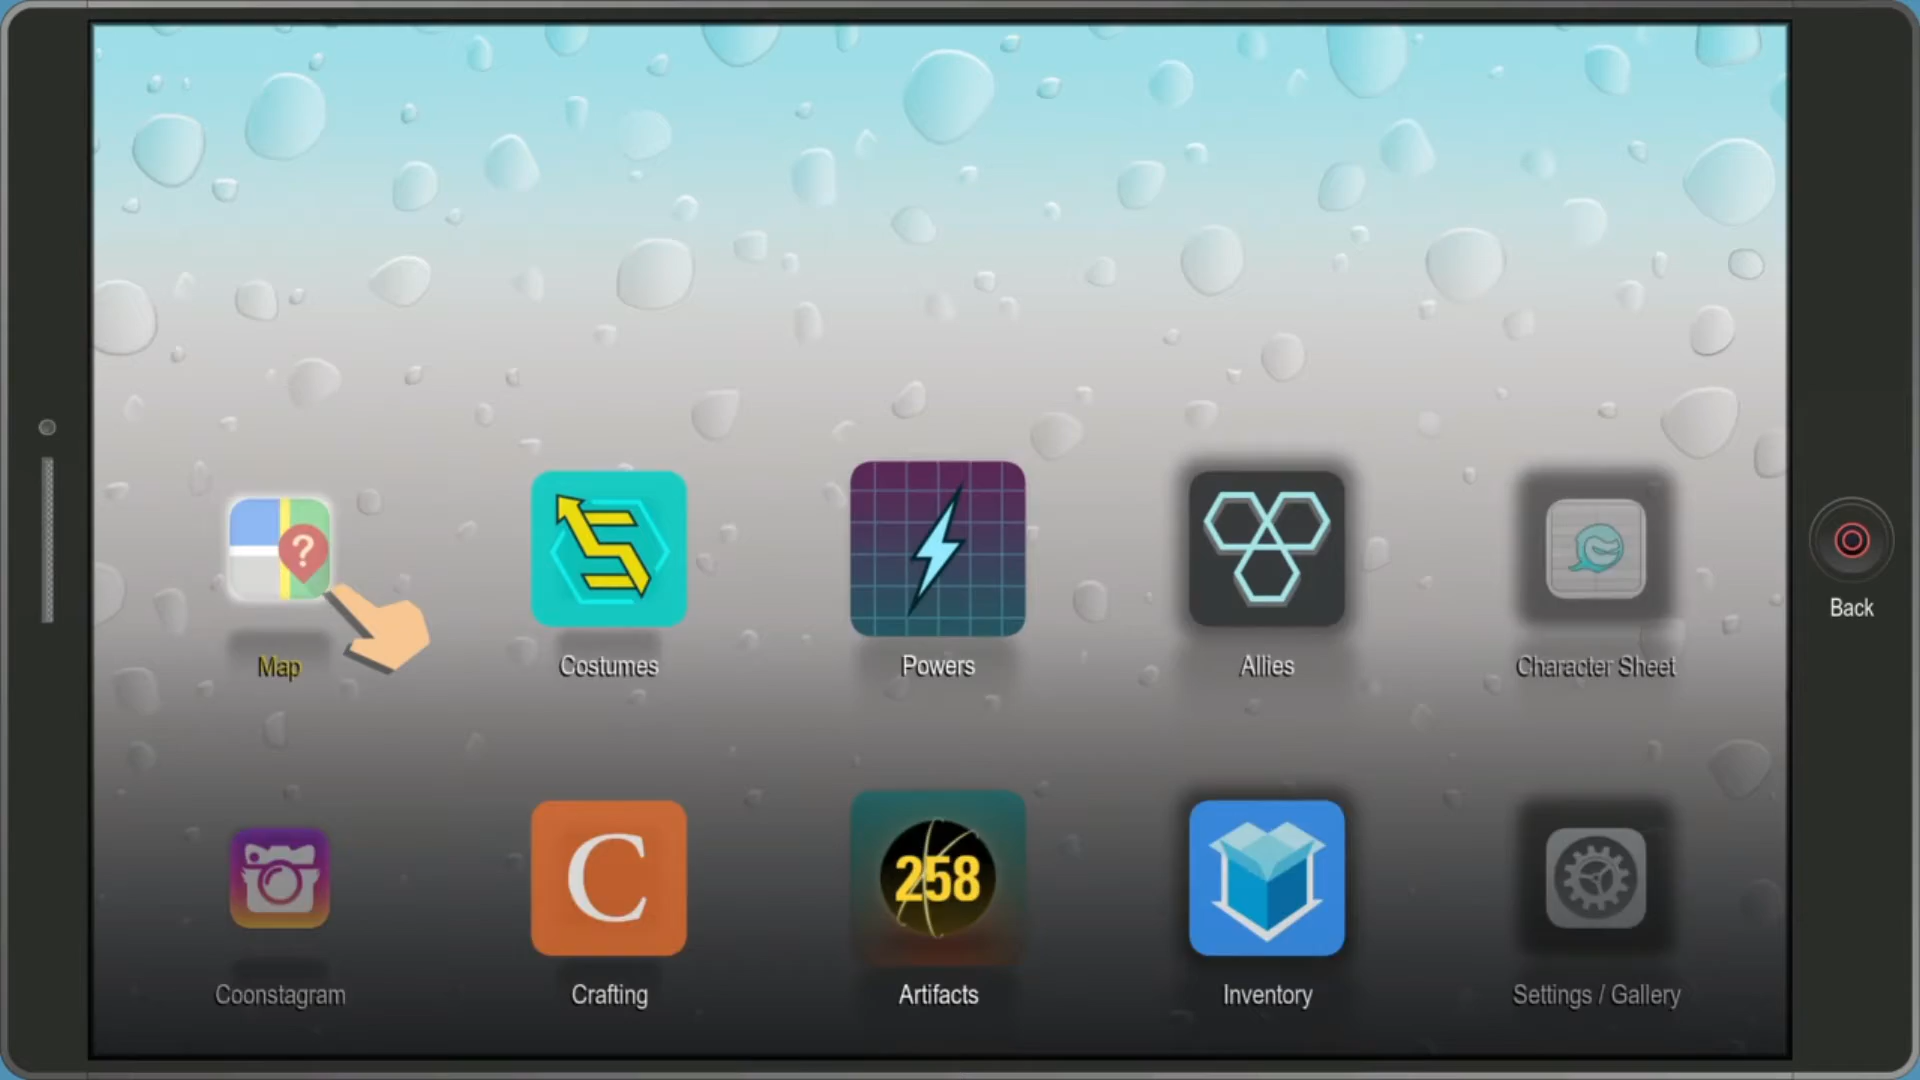 ?
Map
Costumes
Powers
Allies
Character Sheet
Back
Coonstagram
C
Crafting
258
Artifacts
Inventory
Settings / Gallery